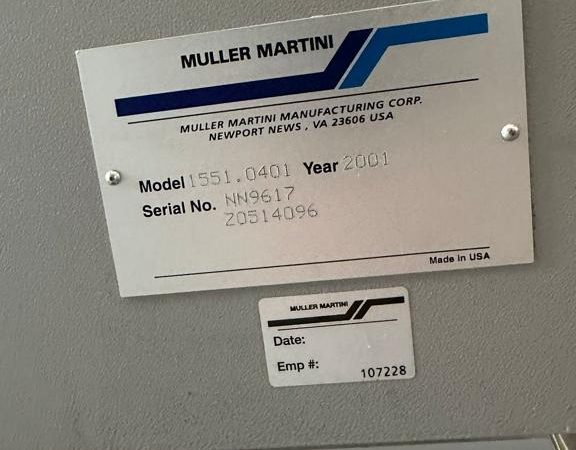 MULLER MARTINI
MULLER MARTINI MANUFACTURING CORP.
NEWPORT NEWS , VA 23606 USA
Model 1551.0401 Year 2001
Serial No. NN9617
20514096
Made in USA
MULLER MARTINI
Date:
Emp #:
107228